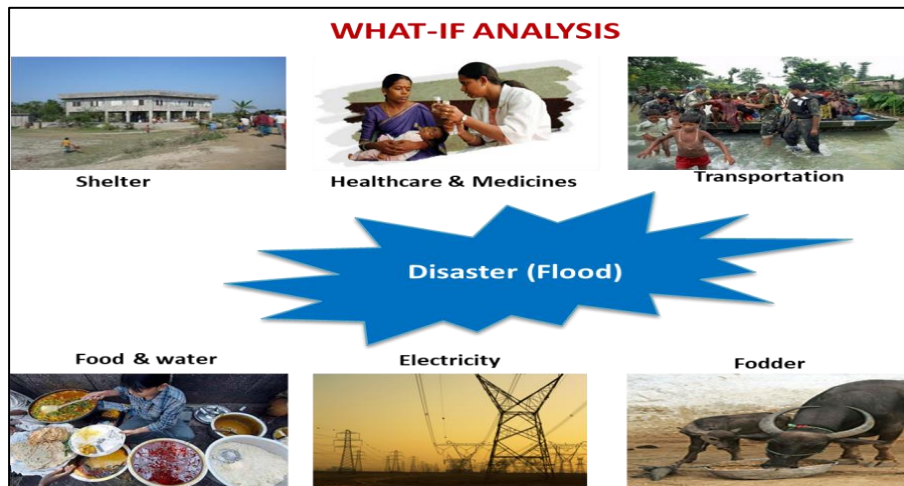 WHAT-IF ANALYSIS
Shelter
Healthcare & Medicines
Transportation
Disaster (Flood)
Food & water
Electricity
Fodder